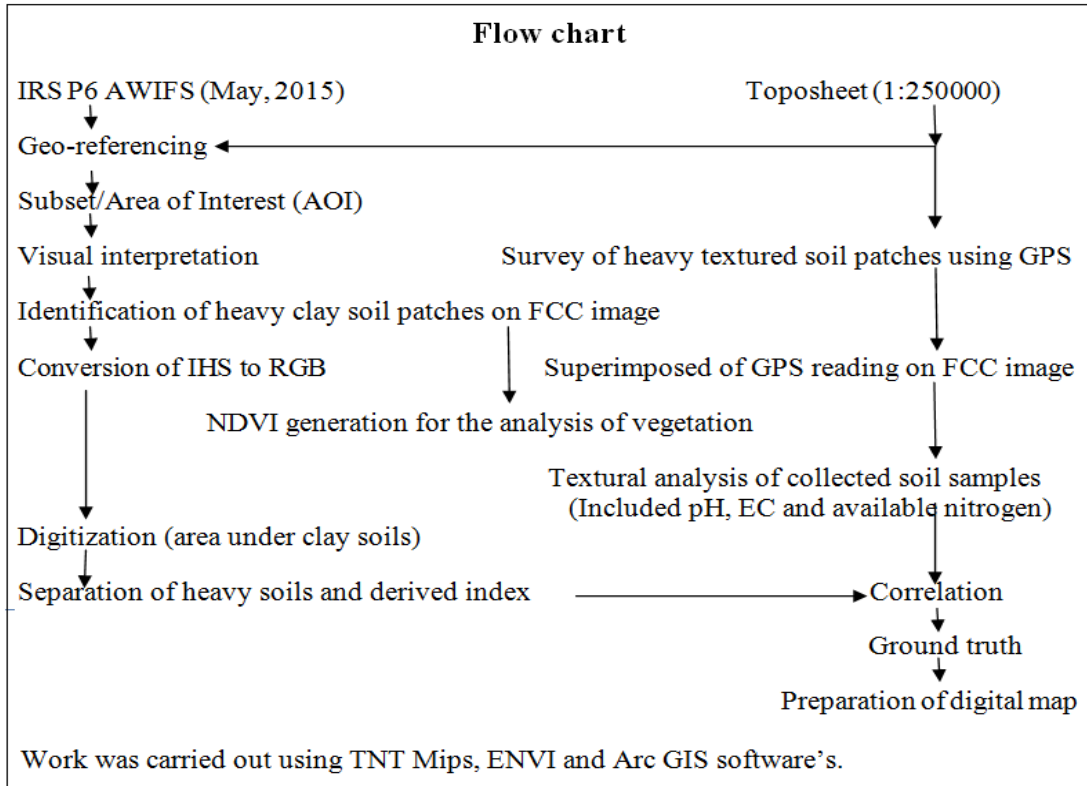 Flow chart
IRS P6 AWIFS (May, 2015)
Toposheet (1:250000)
Geo-referencing
Subset/Area of Interest (AOI)
Visual interpretation
Survey of heavy textured soil patches using GPS
Identification of heavy clay soil patches on FCC image
Conversion of IHS to RGB
Superimposed of GPS reading on FCC image
NDVI generation for the analysis of vegetation
Textural analysis of collected soil samples
(Included pH, EC and available nitrogen)
Digitization (area under clay soils)
Separation of heavy soils and derived index
Correlation
Ground truth
Preparation of digital map
Work was carried out using TNT Mips, ENVI and Arc GIS software's.